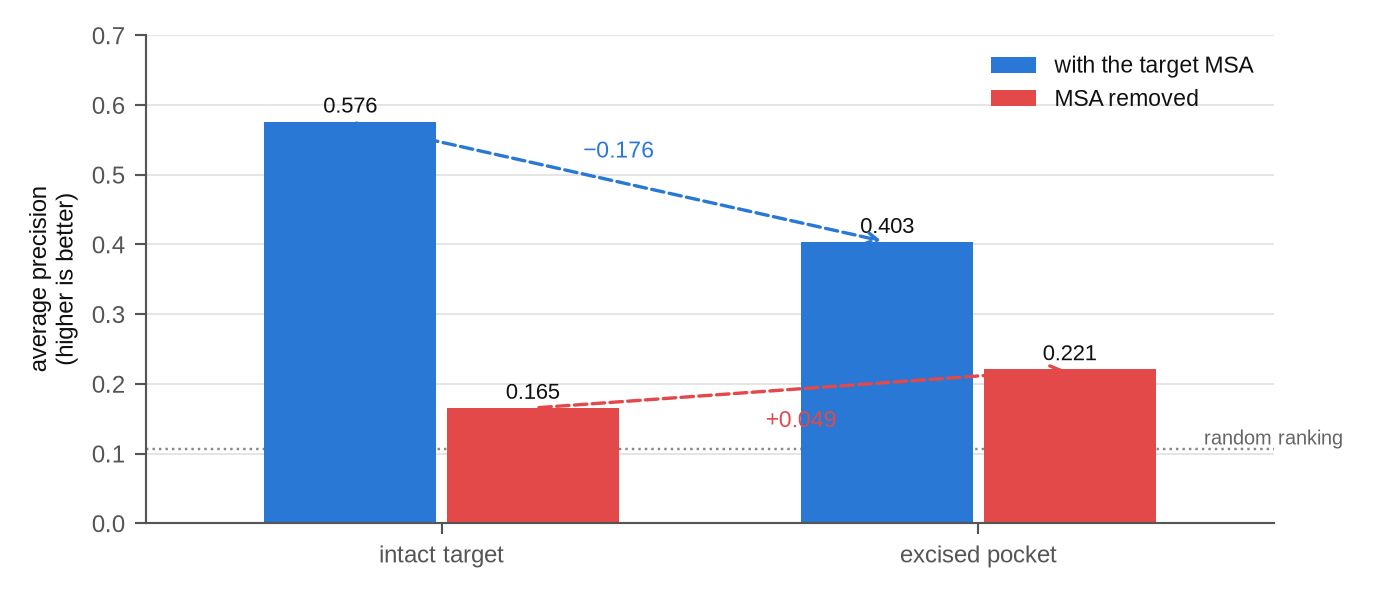 0.7
0.6
0.5
0.4
0.3
0.2
0.1
0.0
average precision
(higher is better)
with the target MSA
MSA removed
0.576
−0.176
0.403
0.165
+0.049
0.221
random ranking
intact target
excised pocket